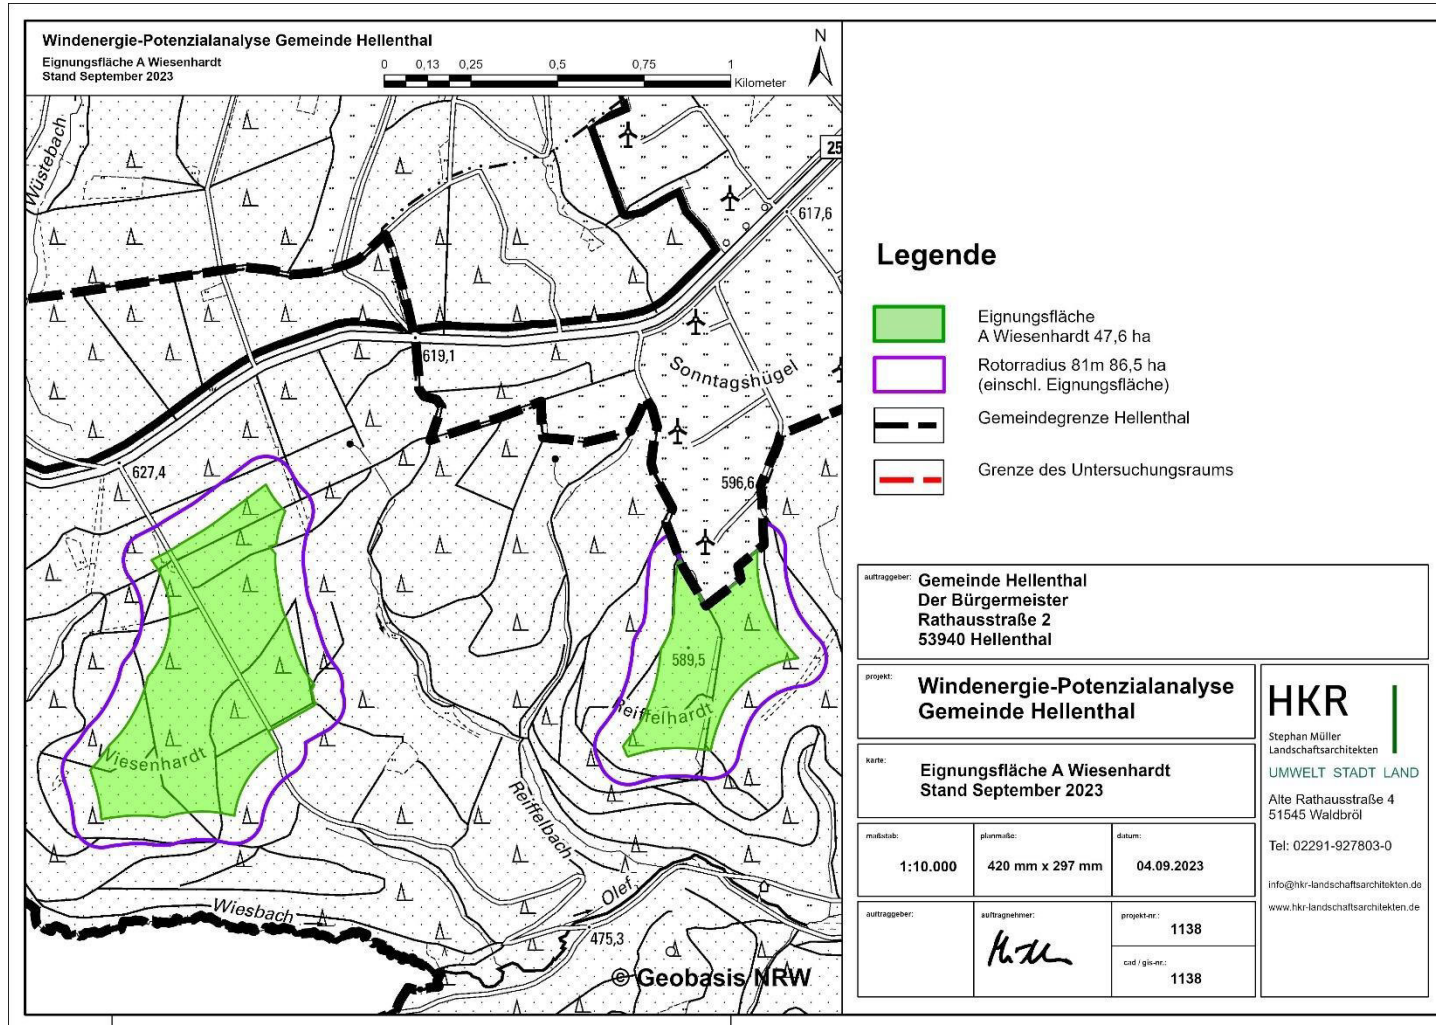 Windenergie-Potenzialanalyse Gemeinde Hellenthal
Eignungsfläche A Wiesenhardt
Stand September 2023
0 0,13 0,25 0,5 0,75 1
Kilometer
N
Wüstebach
25
617,6
619,1
Sonntagshügel
627,4
596,6
589,5
Reiffelhardt
Wiesenhardt
Reiffelbach
Olef
Wiesbach
475,3
© Geobasis NRW
Legende
Eignungsfläche
A Wiesenhardt 47,6 ha
Rotorradius 81m 86,5 ha
(einschl. Eignungsfläche)
Gemeindegrenze Hellenthal
Grenze des Untersuchungsraums
auftraggeber:
Gemeinde Hellenthal
Der Bürgermeister
Rathausstraße 2
53940 Hellenthal
projekt:
Windenergie-Potenzialanalyse
Gemeinde Hellenthal
karte:
Eignungsfläche A Wiesenhardt
Stand September 2023
maßstab:
1:10.000
planmaße:
420 mm x 297 mm
datum:
04.09.2023
auftraggeber:
auftragnehmer:
projekt-nr.:
1138
cad / gis-nr.:
1138
HKR
Stephan Müller
Landschaftsarchitekten
UMWELT STADT LAND
Alte Rathausstraße 4
51545 Waldbröl
Tel: 02291-927803-0
info@hkr-landschaftsarchitekten.de
www.hkr-landschaftsarchitekten.de